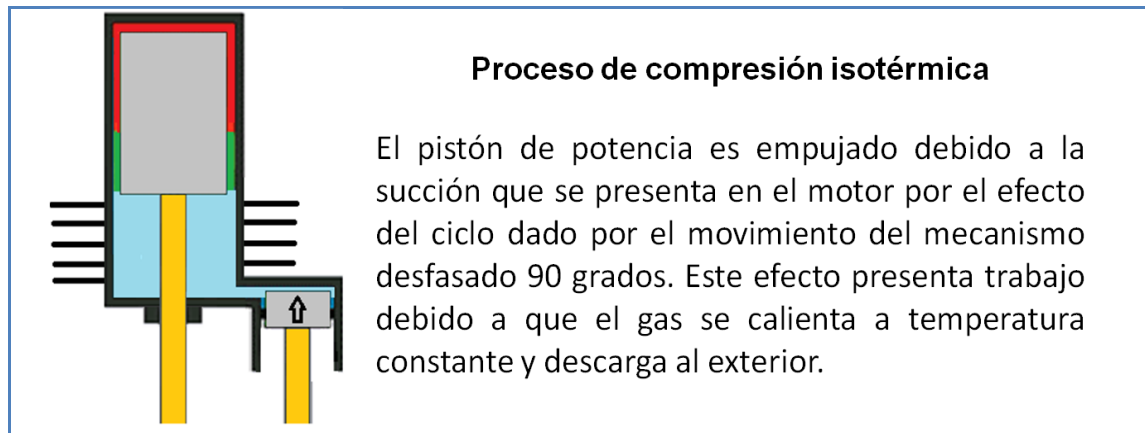 Proceso de compresión isotérmica
El pistón de potencia es empujado debido a la
succión que se presenta en el motor por el efecto
del ciclo dado por el movimiento del mecanismo
desfasado 90 grados. Este efecto presenta trabajo
debido a que el gas se calienta a temperatura
constante y descarga al exterior.